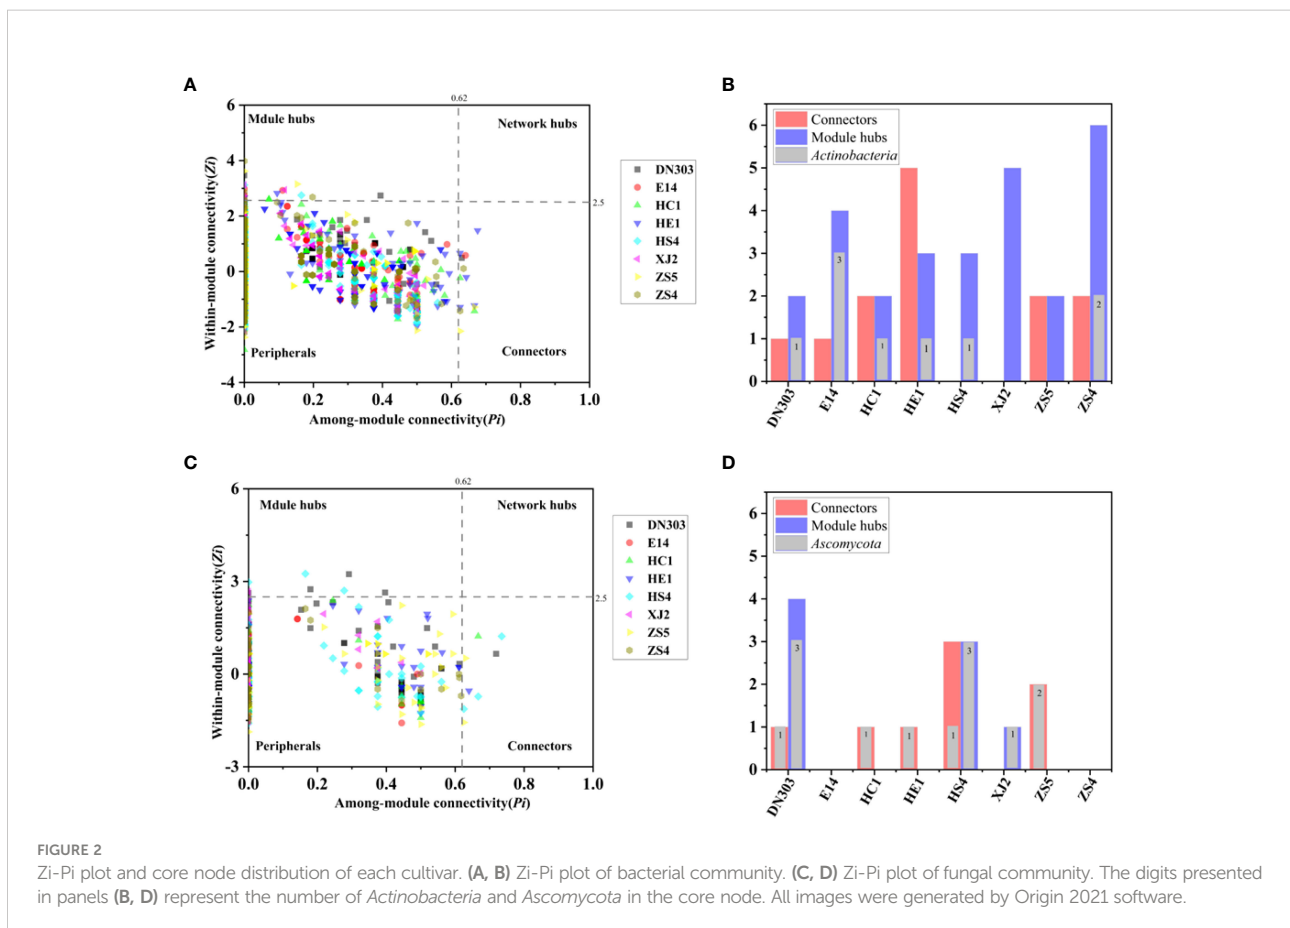 A
0.62
6
4
2
0
-2
-4
Within-module connectivity(Zi)
Mdule hubs
Network hubs
2.5
Peripherals
Connectors
0.0
0.2
0.4
0.6
0.8
1.0
Among-module connectivity(Pi)
DN303
E14
HC1
HE1
HS4
XJ2
ZS5
ZS4
B
Connectors
Module hubs
Actinobacteria
6
5
4
3
2
1
0
1
3
1
1
1
2
DN303
E14
HC1
HE1
HS4
XJ2
ZS5
ZS4
C
0.62
6
3
0
-3
Within-module connectivity(Zi)
Mdule hubs
Network hubs
2.5
Peripherals
Connectors
0.0
0.2
0.4
0.6
0.8
1.0
Among-module connectivity(Pi)
DN303
E14
HC1
HE1
HS4
XJ2
ZS5
ZS4
D
Connectors
Module hubs
Ascomycota
6
5
4
3
2
1
0
1
3
1
1
1
3
1
2
DN303
E14
HC1
HE1
HS4
XJ2
ZS5
ZS4
FIGURE 2
Zi-Pi plot and core node distribution of each cultivar. (A, B) Zi-Pi plot of bacterial community. (C, D) Zi-Pi plot of fungal community. The digits presented
in panels (B, D) represent the number of Actinobacteria and Ascomycota in the core node. All images were generated by Origin 2021 software.